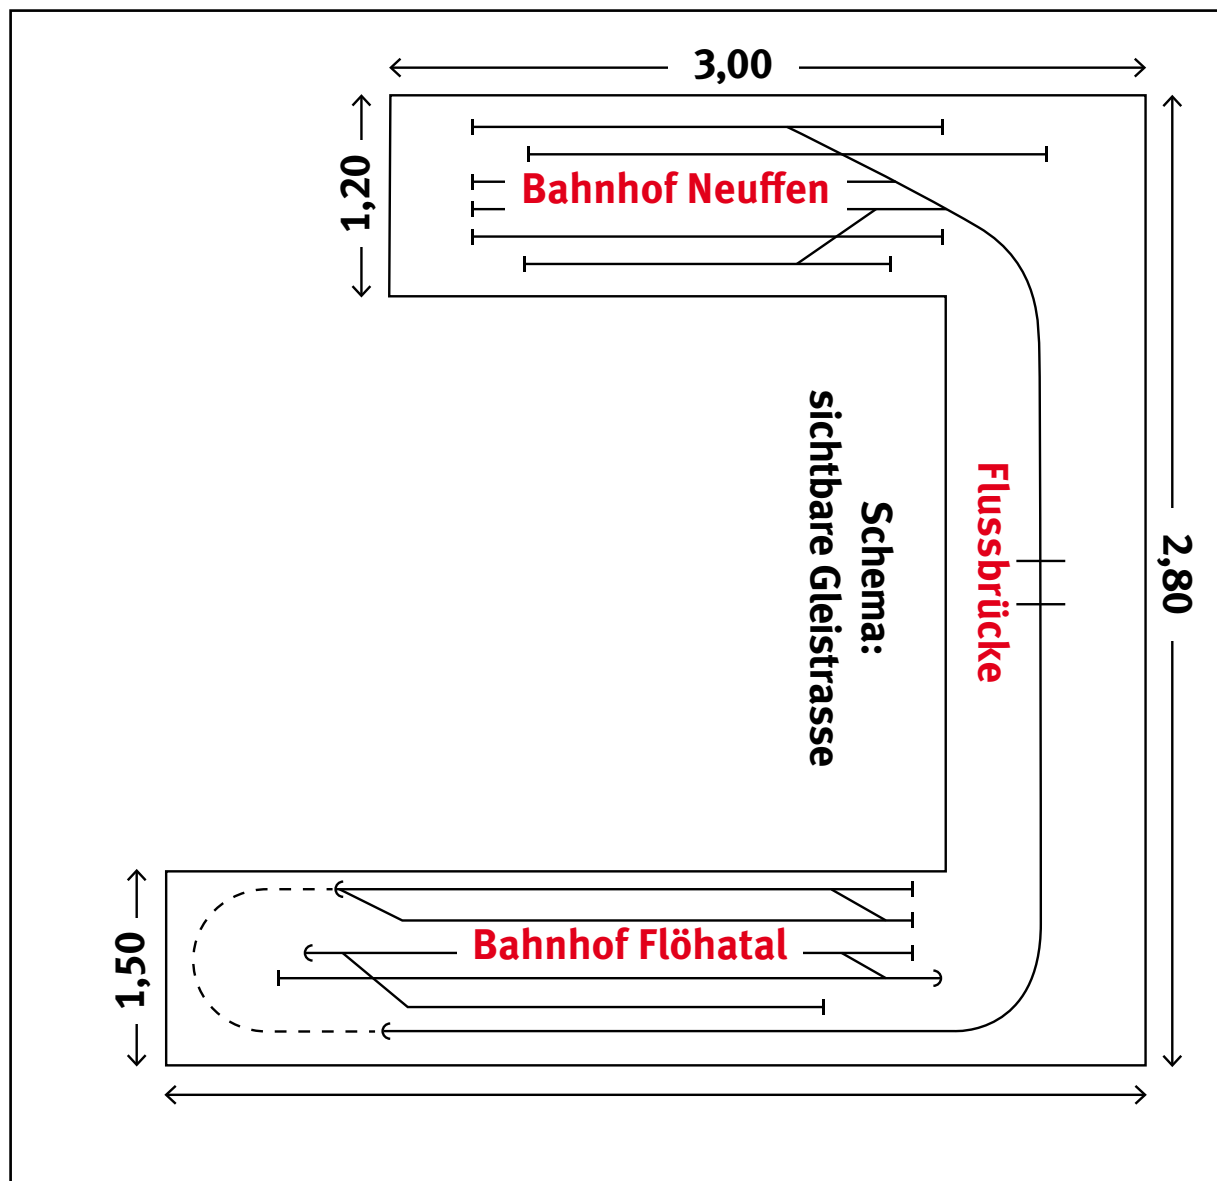 3,00
1,20
Bahnhof Neuffen
Schema:
sichtbare Gleistrasse
Flussbrücke
2,80
1,50
Bahnhof Flöhatal